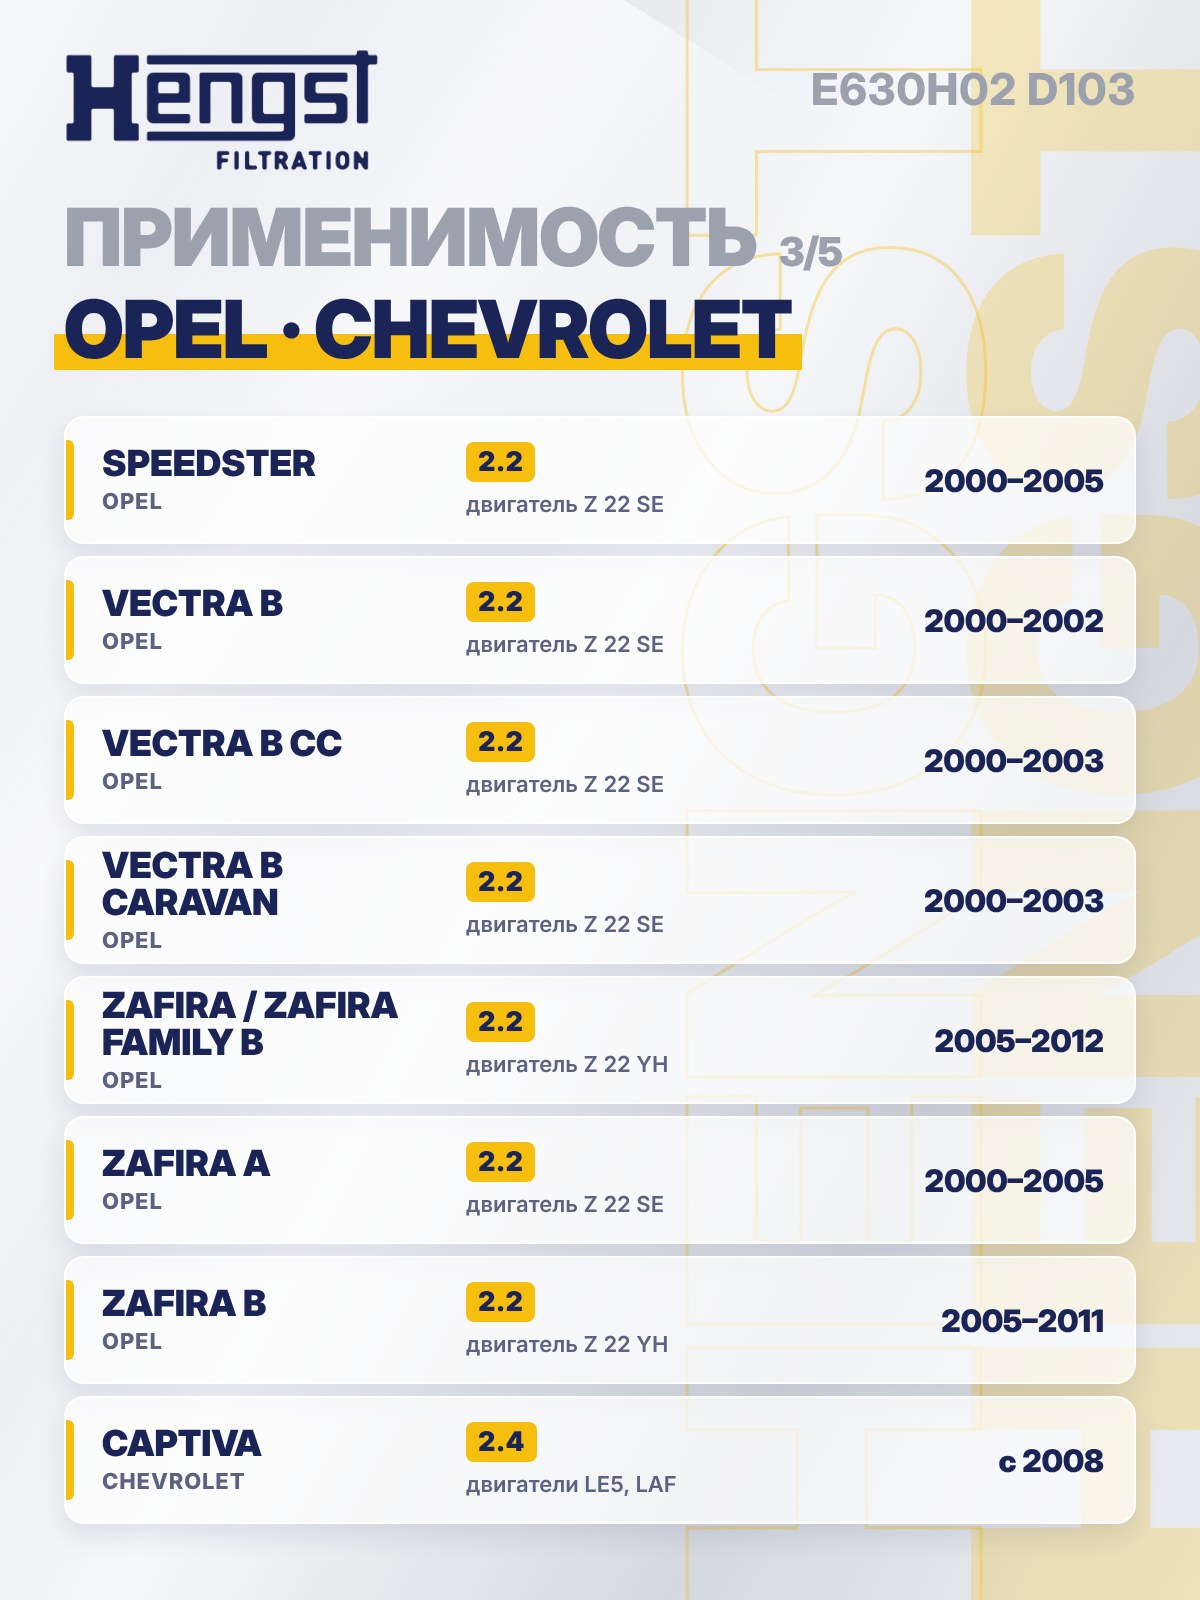 Hengst
FILTRATION
E630H02 D103
ПРИМЕНИМОСТЬ 3/5
OPEL · CHEVROLET
SPEEDSTER
OPEL
2.2
двигатель Z 22 SE
2000–2005
VECTRA B
OPEL
2.2
двигатель Z 22 SE
2000–2002
VECTRA B CC
OPEL
2.2
двигатель Z 22 SE
2000–2003
VECTRA B
CARAVAN
OPEL
2.2
двигатель Z 22 SE
2000–2003
ZAFIRA / ZAFIRA
FAMILY B
OPEL
2.2
двигатель Z 22 YH
2005–2012
ZAFIRA A
OPEL
2.2
двигатель Z 22 SE
2000–2005
ZAFIRA B
OPEL
2.2
двигатель Z 22 YH
2005–2011
CAPTIVA
CHEVROLET
2.4
двигатели LE5, LAF
с 2008
HENGST
HENGST